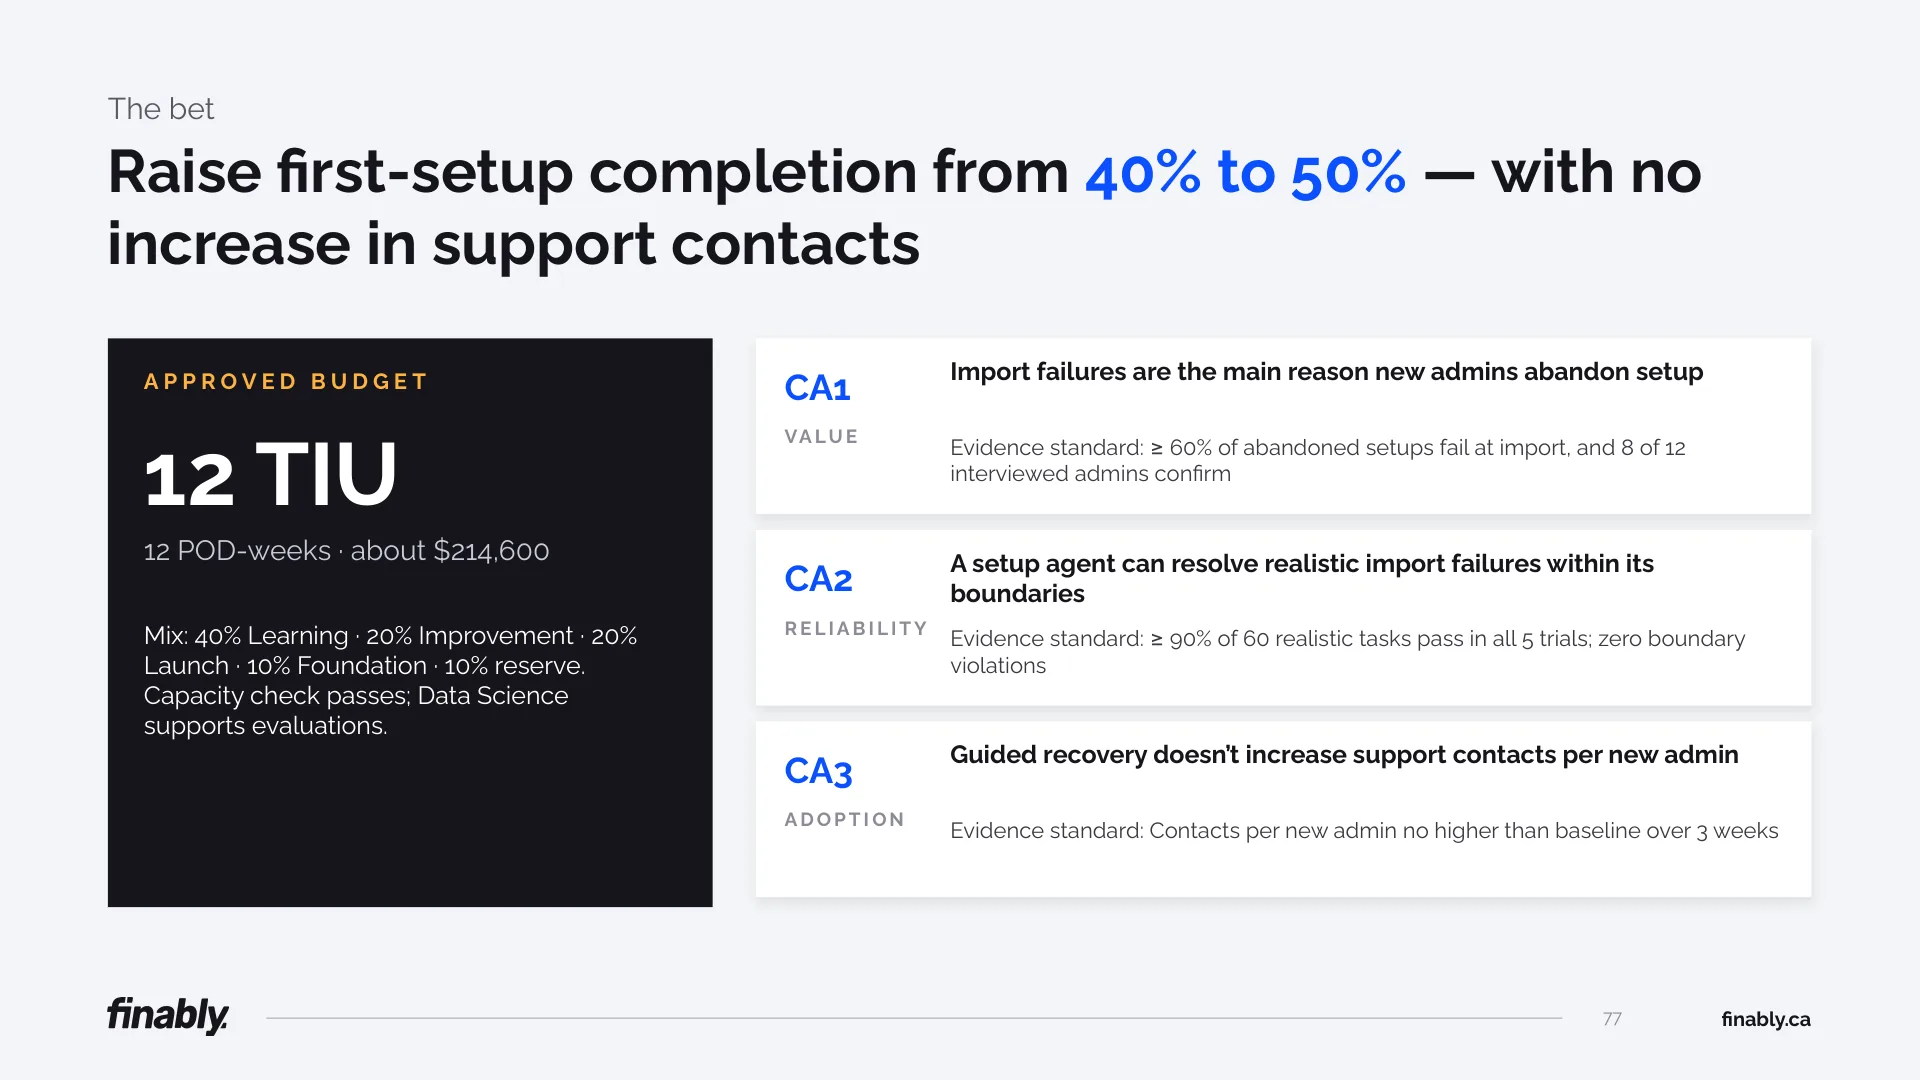 The bet
Raise first-setup completion from 40% to 50% — with no
increase in support contacts
APPROVED BUDGET
12 TIU
12 POD-weeks · about $214,600
Mix: 40% Learning · 20% Improvement · 20%
Launch · 10% Foundation · 10% reserve.
Capacity check passes; Data Science
supports evaluations.
CA1
VALUE
Import failures are the main reason new admins abandon setup
Evidence standard: ≥ 60% of abandoned setups fail at import, and 8 of 12
interviewed admins confirm
CA2
RELIABILITY
A setup agent can resolve realistic import failures within its
boundaries
Evidence standard: ≥ 90% of 60 realistic tasks pass in all 5 trials; zero boundary
violations
CA3
ADOPTION
Guided recovery doesn’t increase support contacts per new admin
Evidence standard: Contacts per new admin no higher than baseline over 3 weeks
finably.
77
finably.ca